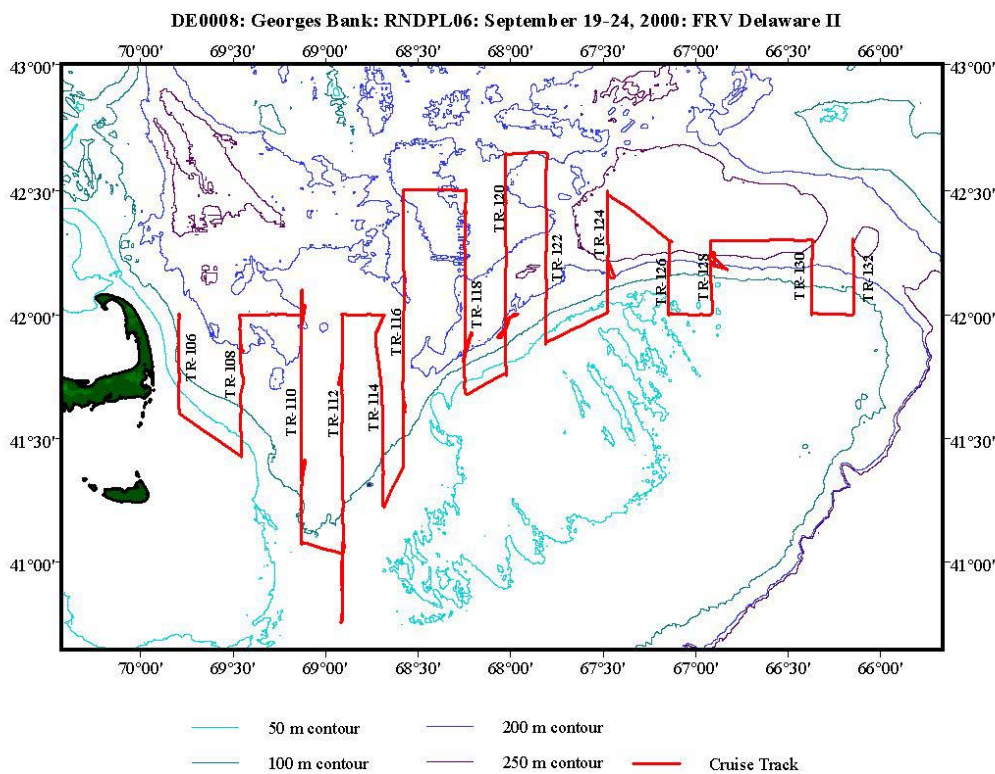 DE0008: Georges Bank: RNDPL06: September 19-24, 2000: FRV Delaware II
70°00' 69°30' 69°00' 68°30' 68°00' 67°30' 67°00' 66°30' 66°00'
43°00' 43°00'
42°30' 42°30'
42°00' 42°00'
41°30' 41°30'
41°00' 41°00'
TR-106
TR-108
TR-110
TR-112
TR-114
TR-116
TR-118
TR-120
TR-122
TR-124
TR-126
TR-128
TR-130
TR-132
70°00' 69°30' 69°00' 68°30' 68°00' 67°30' 67°00' 66°30' 66°00'
50 m contour 200 m contour
100 m contour 250 m contour Cruise Track